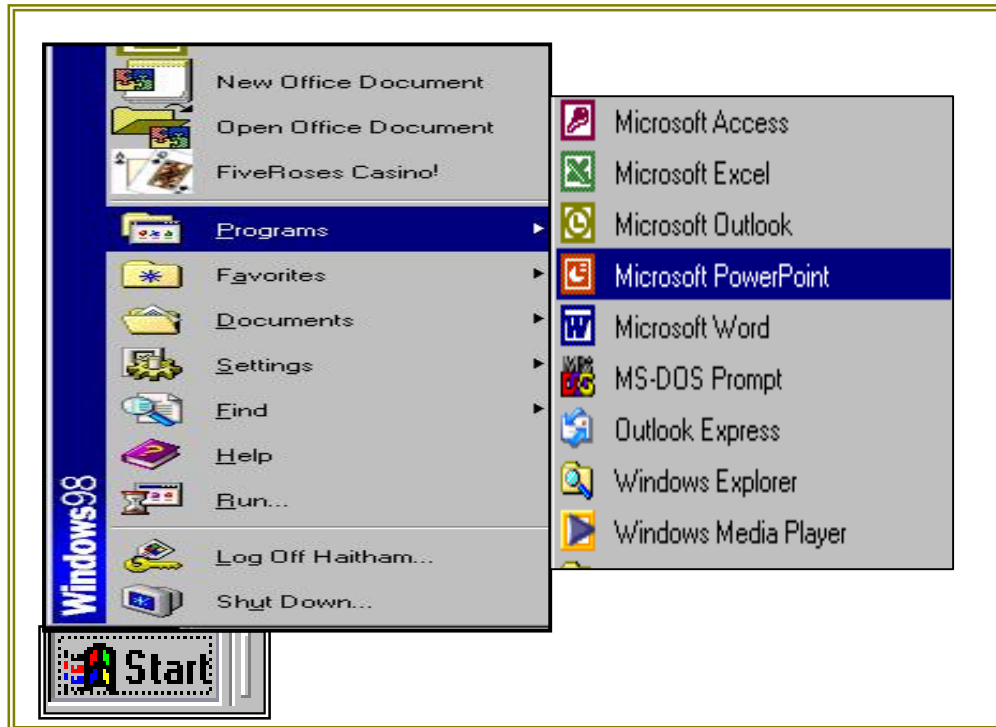 New Office Document
Open Office Document
FiveRoses Casino!
Programs
Favorites
Documents
Settings
Find
Help
Run...
Log Off Haitham...
Shut Down...
Windows98
Start
Microsoft Access
Microsoft Excel
Microsoft Outlook
Microsoft PowerPoint
Microsoft Word
MS-DOS Prompt
Outlook Express
Windows Explorer
Windows Media Player